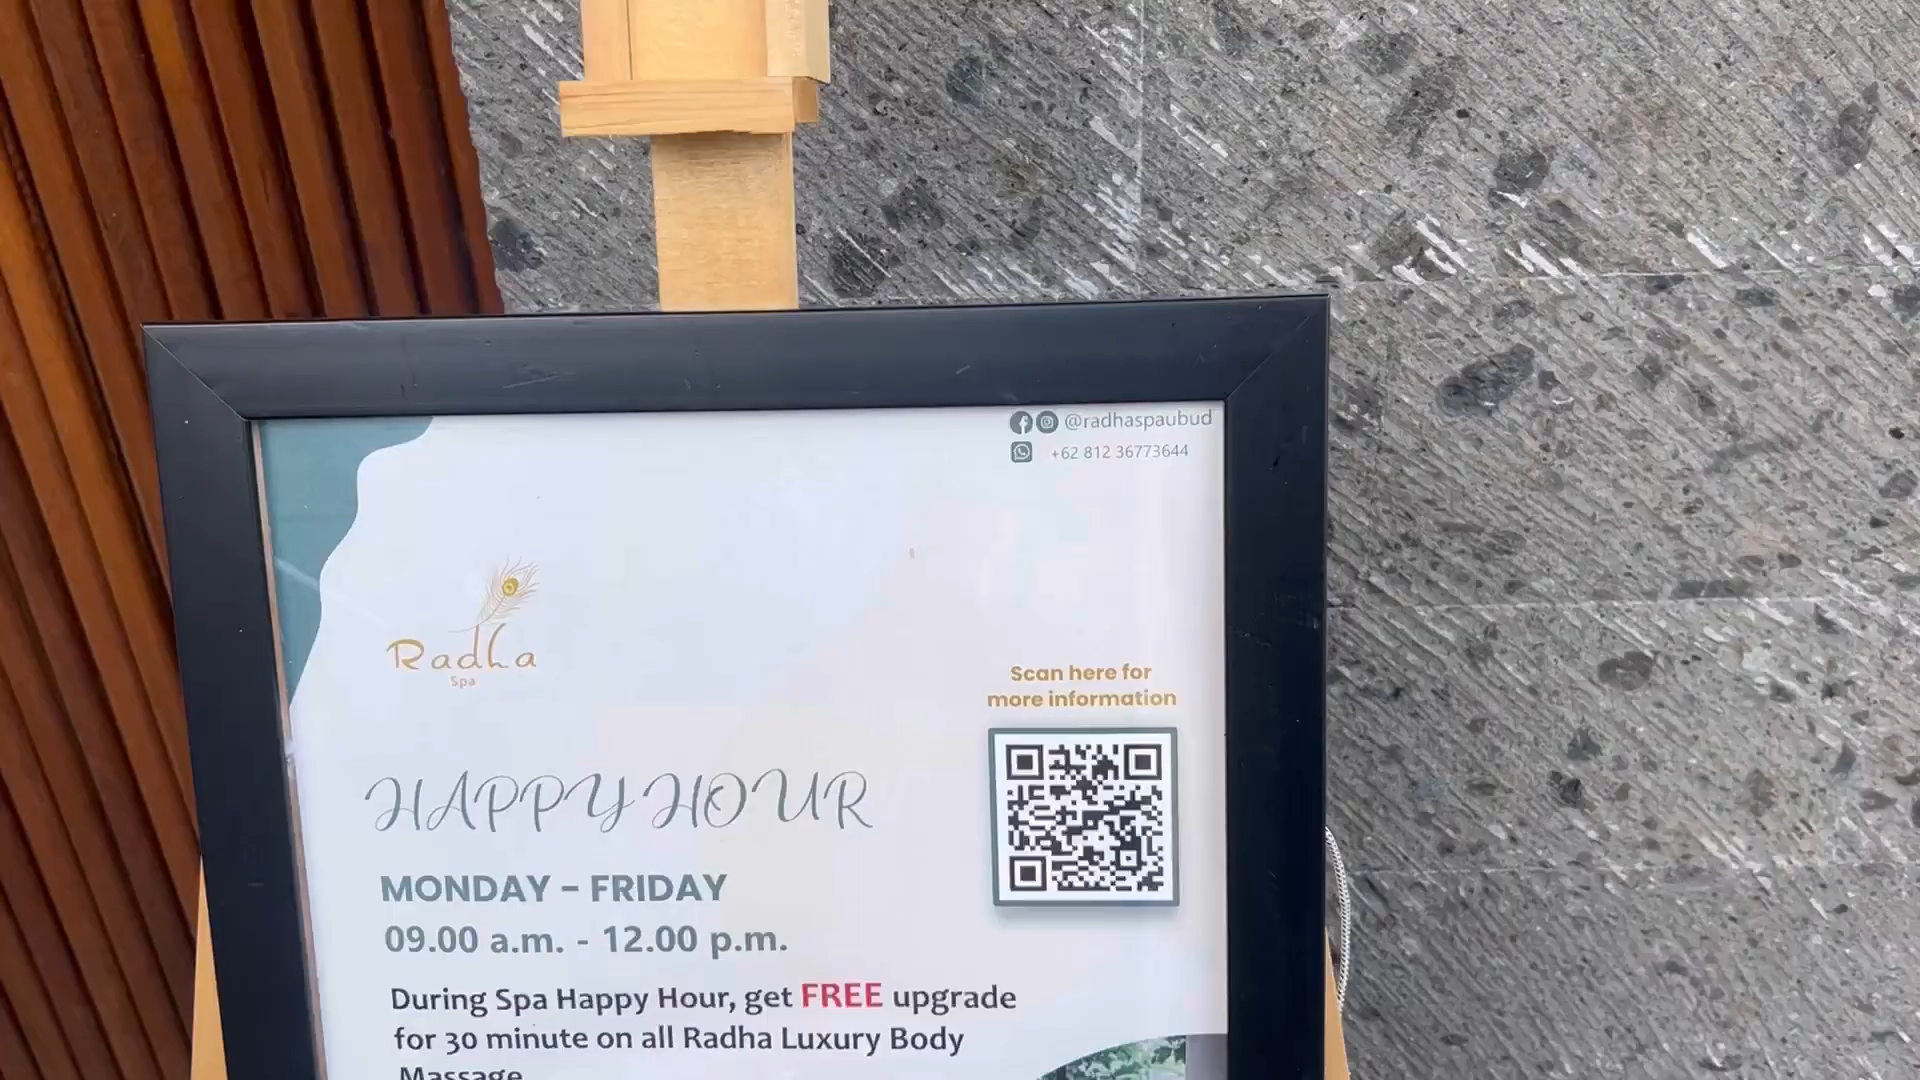 @radhaspaubud
+62 812 36773644
Radha
Spa
Scan here for
more information
HAPPY HOUR
MONDAY - FRIDAY
09.00 a.m. - 12.00 p.m.
During Spa Happy Hour, get FREE upgrade
for 30 minute on all Radha Luxury Body
Massage